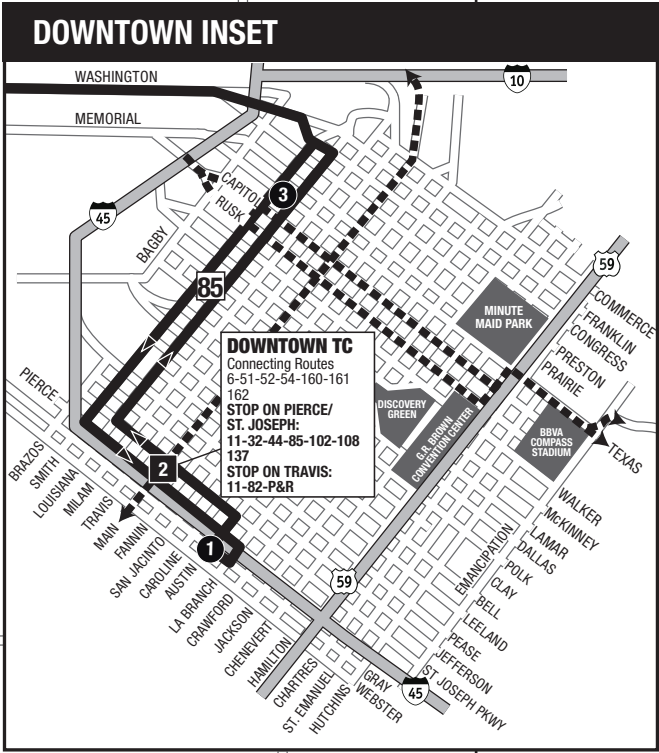 DOWNTOWN INSET
WASHINGTON
10
MEMORIAL
CAPITOL
3
RUSK
45
BAGBY
59
85
COMMERCE
FRANKLIN
CONGRESS
PRESTON
PRAIRIE
MINUTE
MAID PARK
DOWNTOWN TC
Connecting Routes
6-51-52-54-160-161
162
STOP ON PIERCE/
ST. JOSEPH:
11-32-44-85-102-108
137
STOP ON TRAVIS:
11-82-P&R
DISCOVERY
GREEN
G.R. BROWN
CONVENTION CENTER
BBVA
COMPASS
STADIUM
TEXAS
PIERCE
2
BRAZOS
SMITH
LOUISIANA
MILAM
TRAVIS
MAIN
FANNIN
SAN JACINTO
CAROLINE
AUSTIN
LA BRANCH
CRAWFORD
JACKSON
CHENEVERT
HAMILTON
CHARTRES
ST. EMANUEL
HUTCHINS
1
59
EMANCIPATION
WALKER
McKINNEY
LAMAR
DALLAS
POLK
CLAY
BELL
LEELAND
PEASE
JEFFERSON
ST JOSEPH PKWY
GRAY
WEBSTER
45